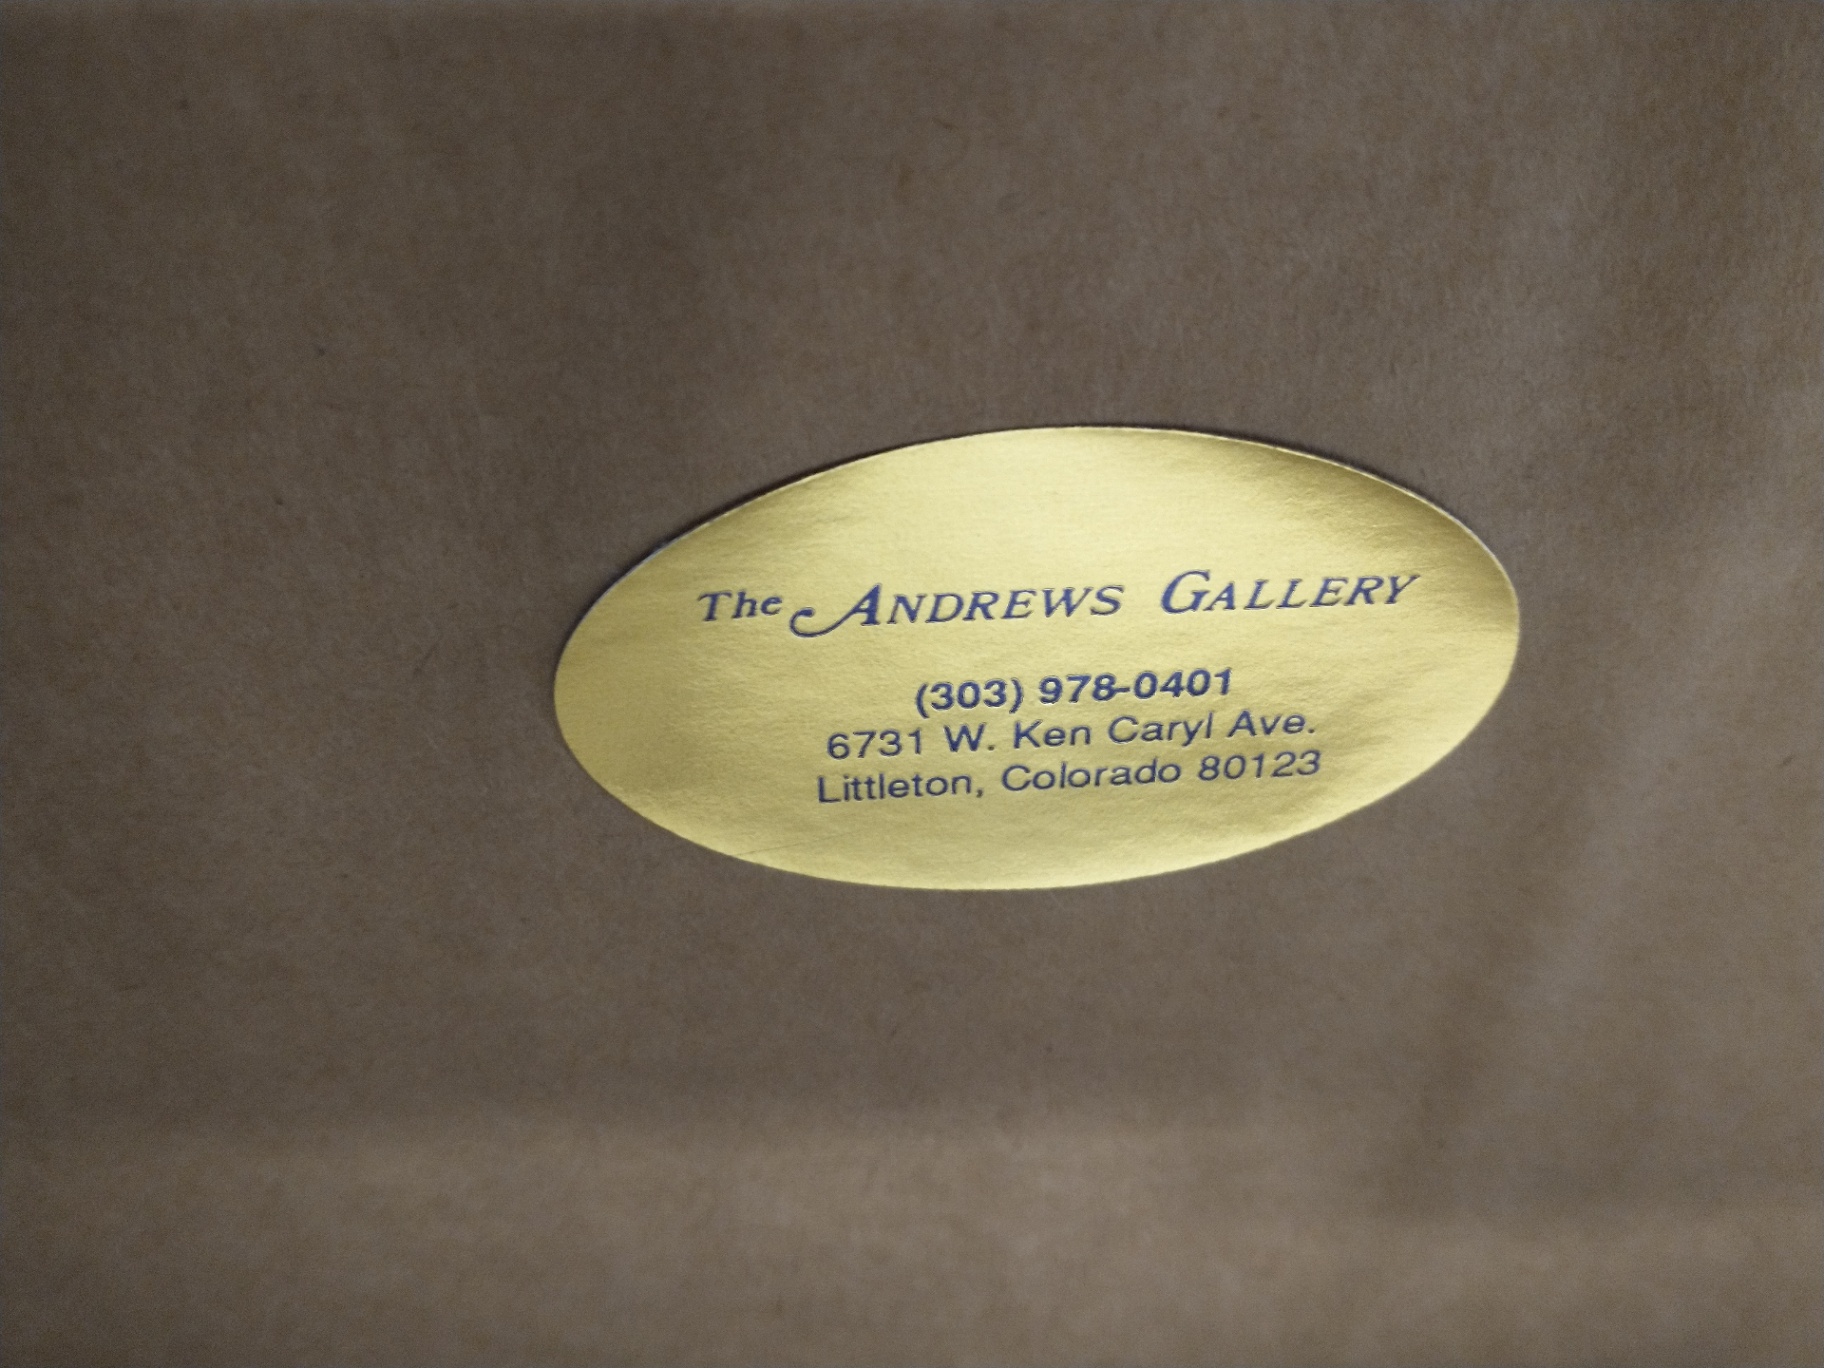 The ANDREWS GALLERY
(303) 978-0401
6731 W. Ken Caryl Ave.
Littleton, Colorado 80123